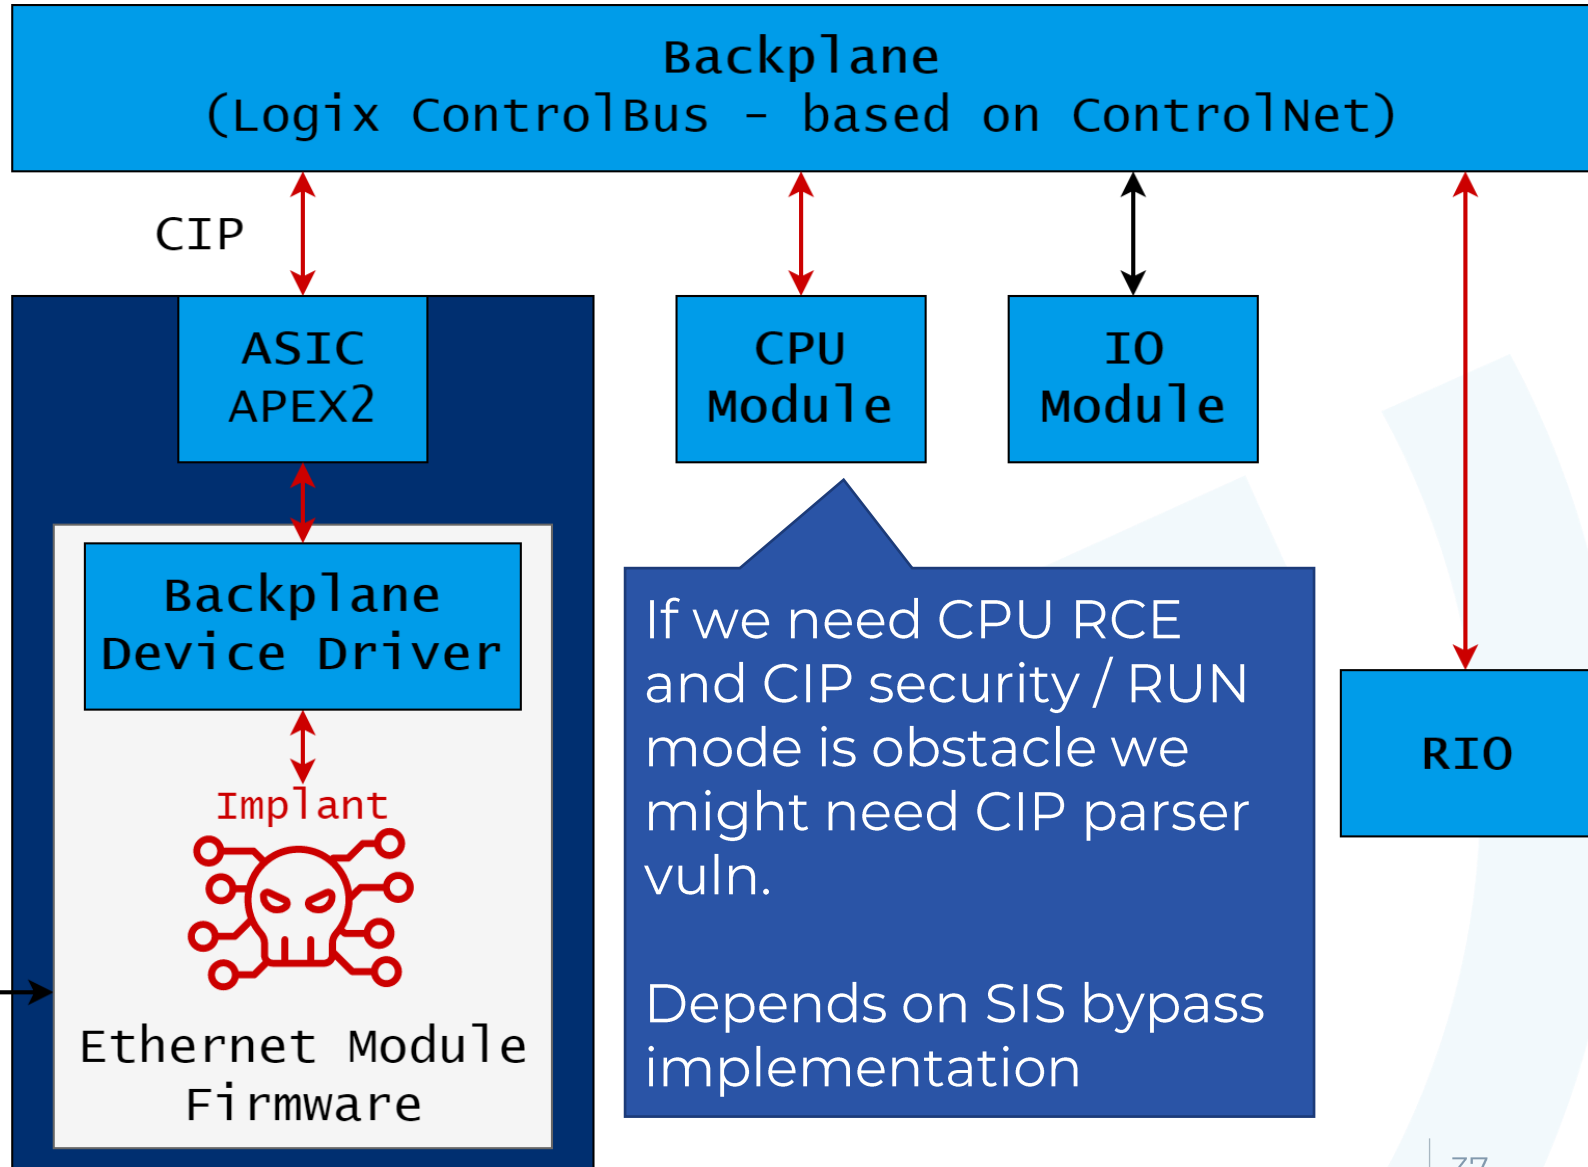 Backplane
(Logix ControlBus - based on ControlNet)
CIP
ASIC
APEX2
CPU
Module
IO
Module
Backplane
Device Driver
Implant
Ethernet Module
Firmware
If we need CPU RCE
and CIP security / RUN
mode is obstacle we
might need CIP parser
vuln.
Depends on SIS bypass
implementation
RIO
37